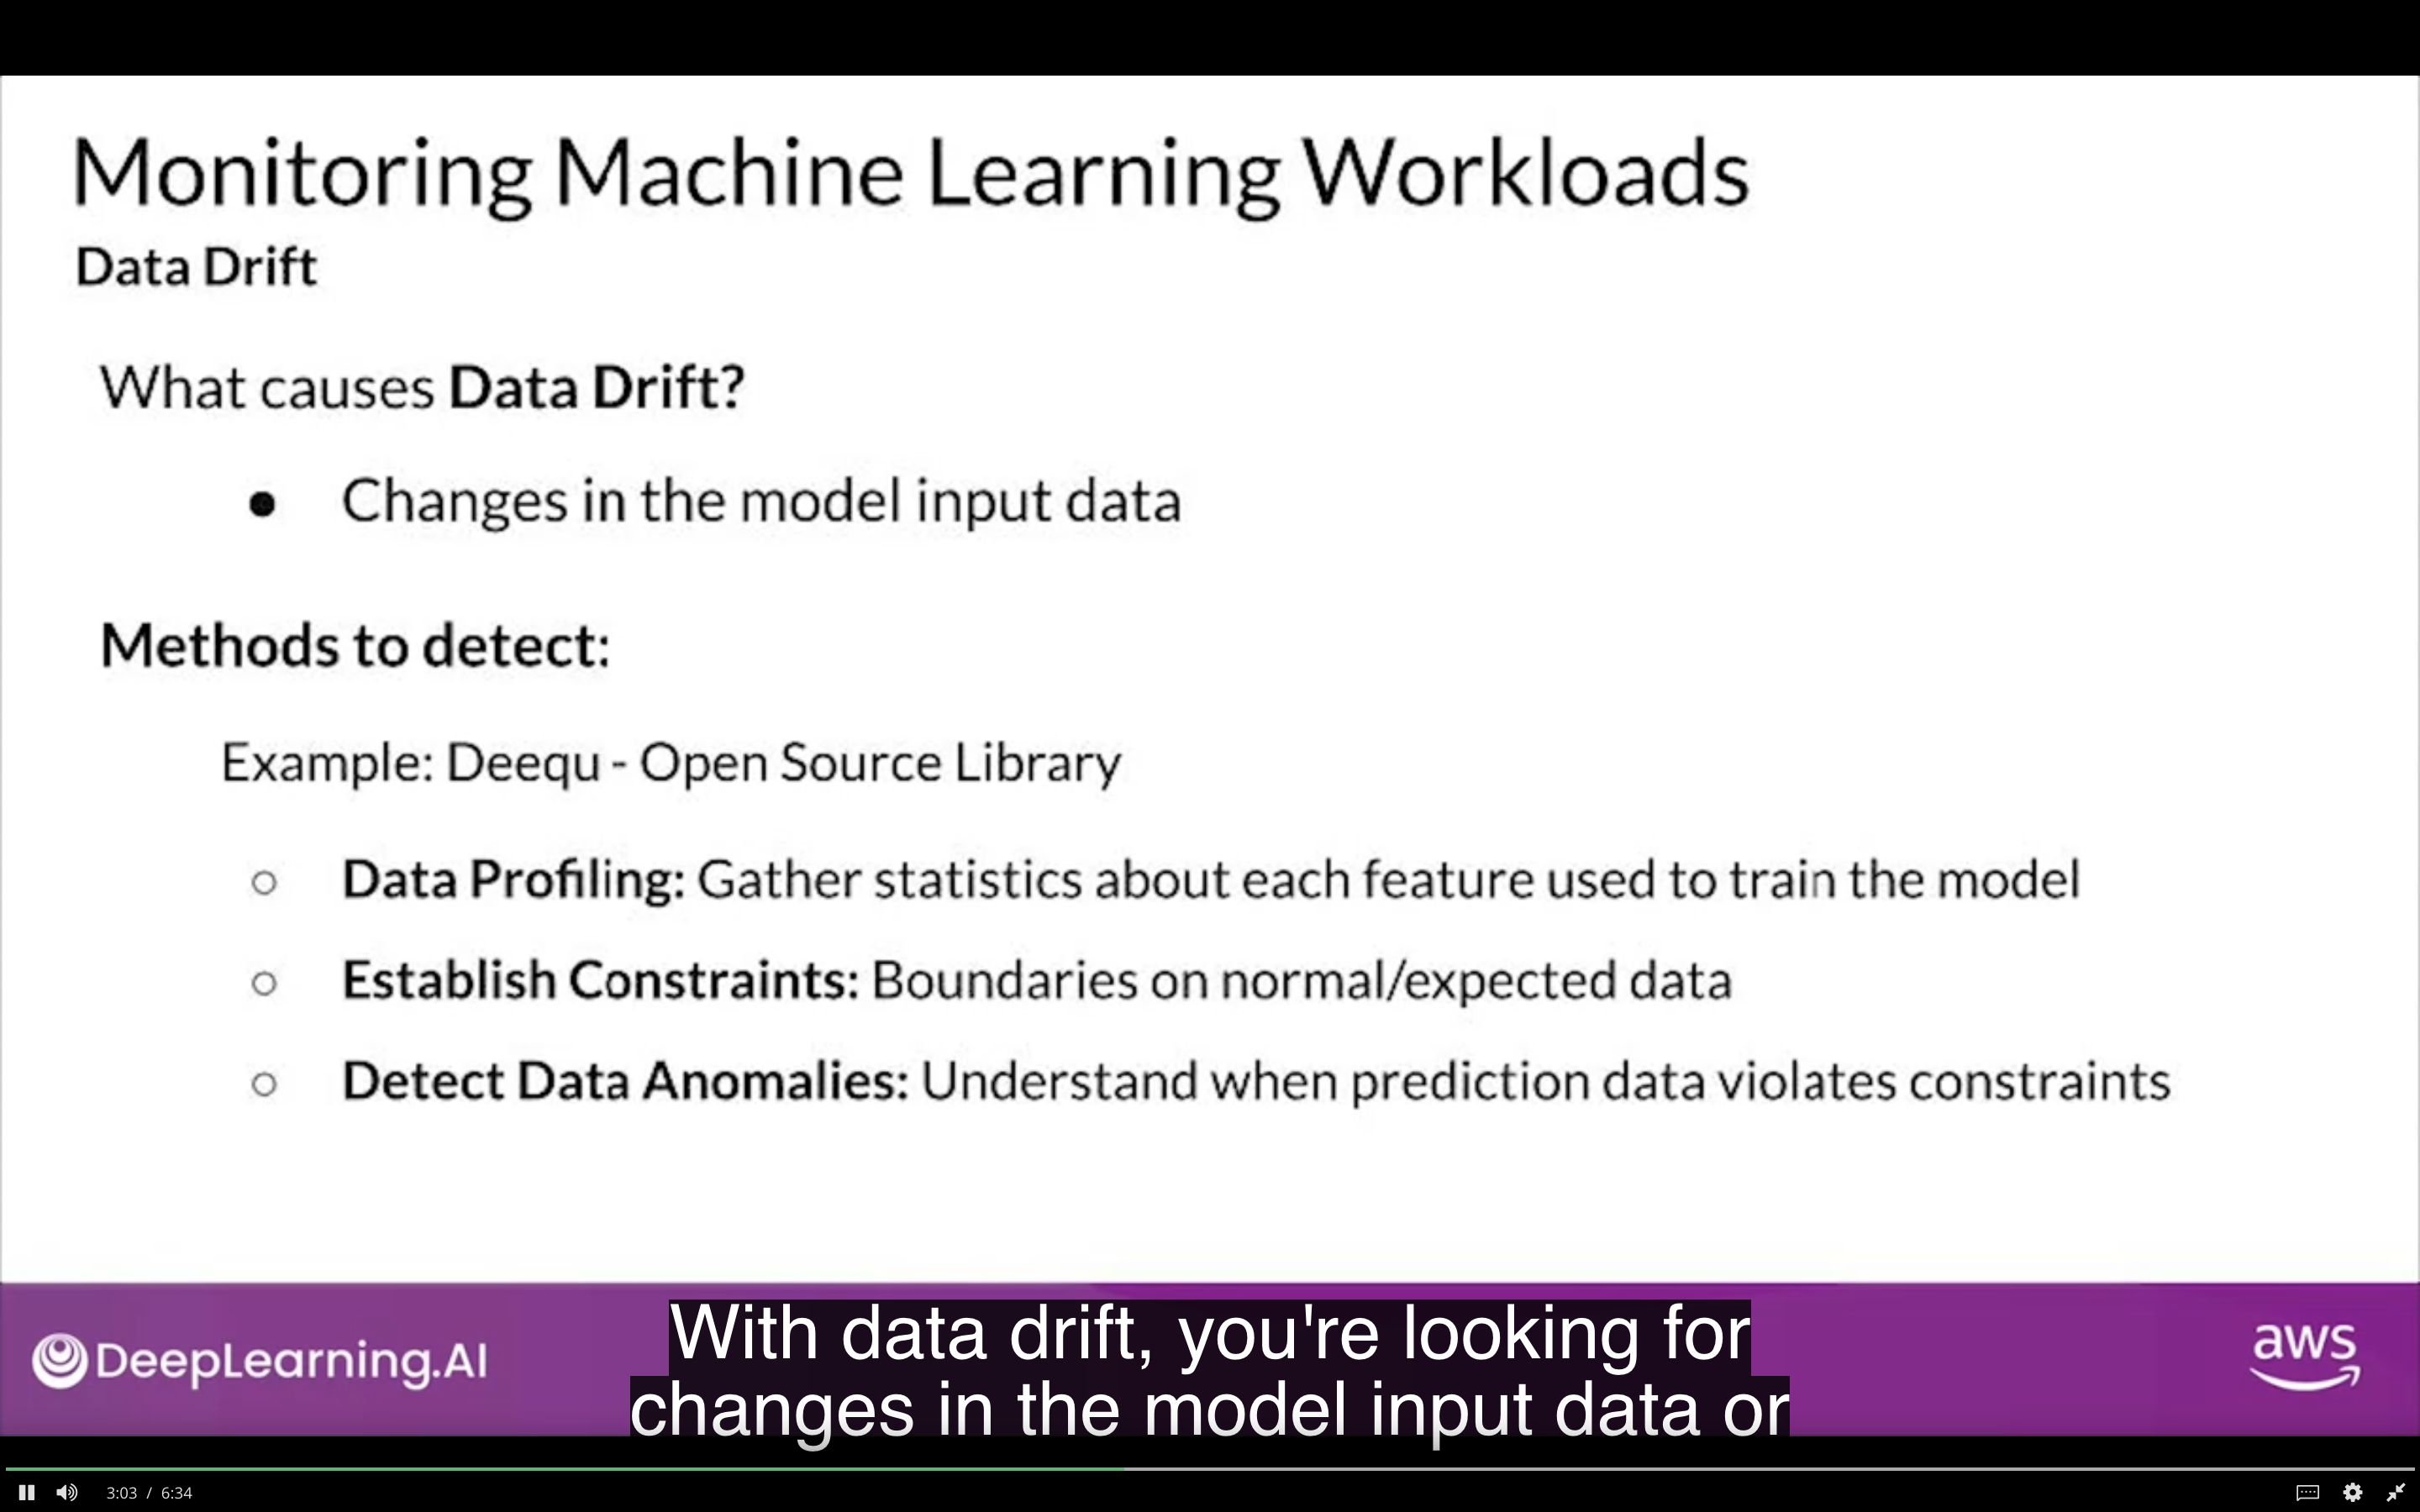 Monitoring Machine Learning Workloads
Data Drift
What causes Data Drift?
● Changes in the model input data
Methods to detect:
Example: Deequ - Open Source Library
○ Data Profiling: Gather statistics about each feature used to train the model
○ Establish Constraints: Boundaries on normal/expected data
○ Detect Data Anomalies: Understand when prediction data violates constraints
DeepLearning.AI
With data drift, you're looking for
changes in the model input data or
aws
3:03 / 6:34